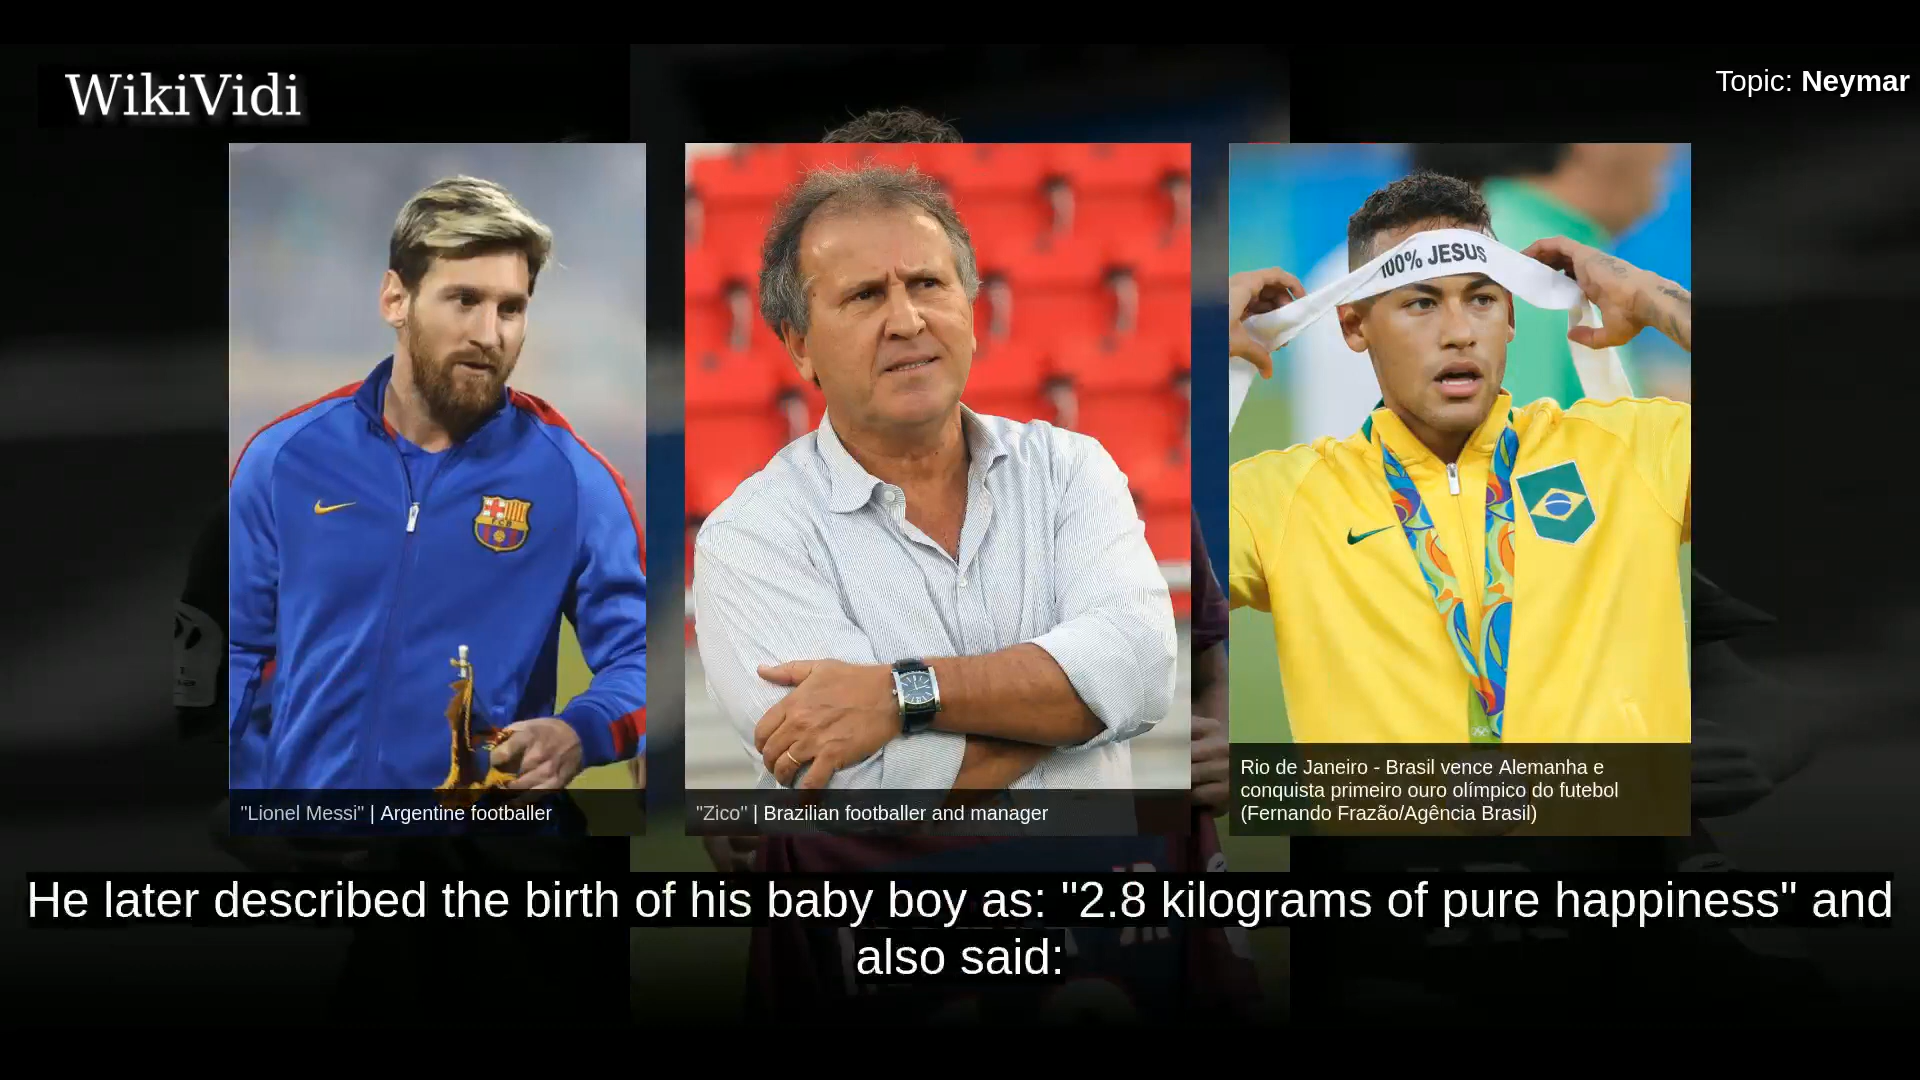 WikiVidi
Topic: Neymar
100% JESUS
FCB
"Lionel Messi" | Argentine footballer
"Zico" | Brazilian footballer and manager
Rio de Janeiro - Brasil vence Alemanha e
conquista primeiro ouro olímpico do futebol
(Fernando Frazão/Agência Brasil)
He later described the birth of his baby boy as: "2.8 kilograms of pure happiness" and
also said: